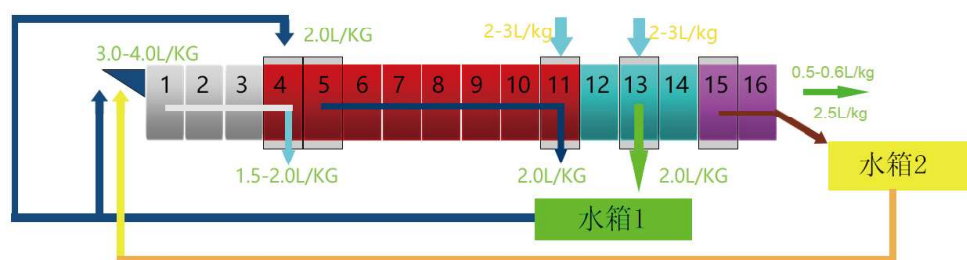 2.0L/KG
2-3L/kg
2-3L/kg
3.0-4.0L/KG
1 2 3 4 5 6 7 8 9 10 11 12 13 14 15 16
0.5-0.6L/kg
2.5L/kg
1.5-2.0L/KG
2.0L/KG
2.0L/KG
水箱2
水箱1